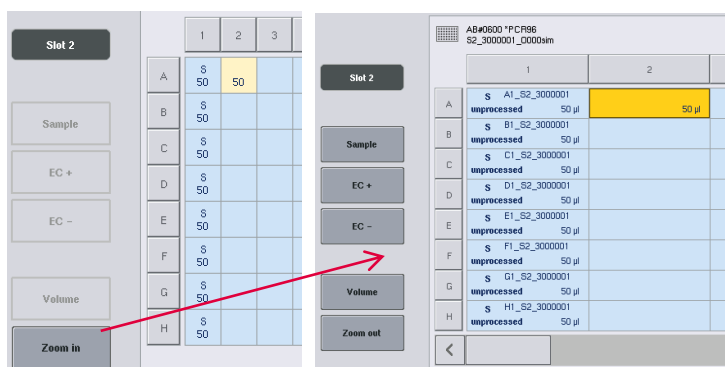 Slot 2
Sample
EC +
EC -
Volume
Zoom in
1 2 3
A S 50 50
B S 50
C S 50
D S 50
E S 50
F S 50
G S 50
H S 50
Slot 2
Sample
EC +
EC -
Volume
Zoom out
AB#0600 *PCR96
S2_3000001_0000sim
1 2
A S A1_S2_3000001
unprocessed 50 µl 50 µl
B S B1_S2_3000001
unprocessed 50 µl
C S C1_S2_3000001
unprocessed 50 µl
D S D1_S2_3000001
unprocessed 50 µl
E S E1_S2_3000001
unprocessed 50 µl
F S F1_S2_3000001
unprocessed 50 µl
G S G1_S2_3000001
unprocessed 50 µl
H S H1_S2_3000001
unprocessed 50 µl